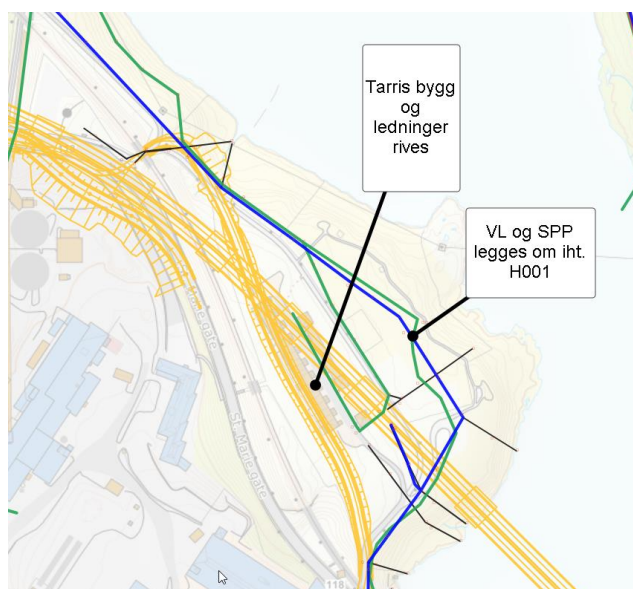 Tarris bygg
og
ledninger
rives
VL og SPP
legges om iht.
H001
St. Marie gate
118